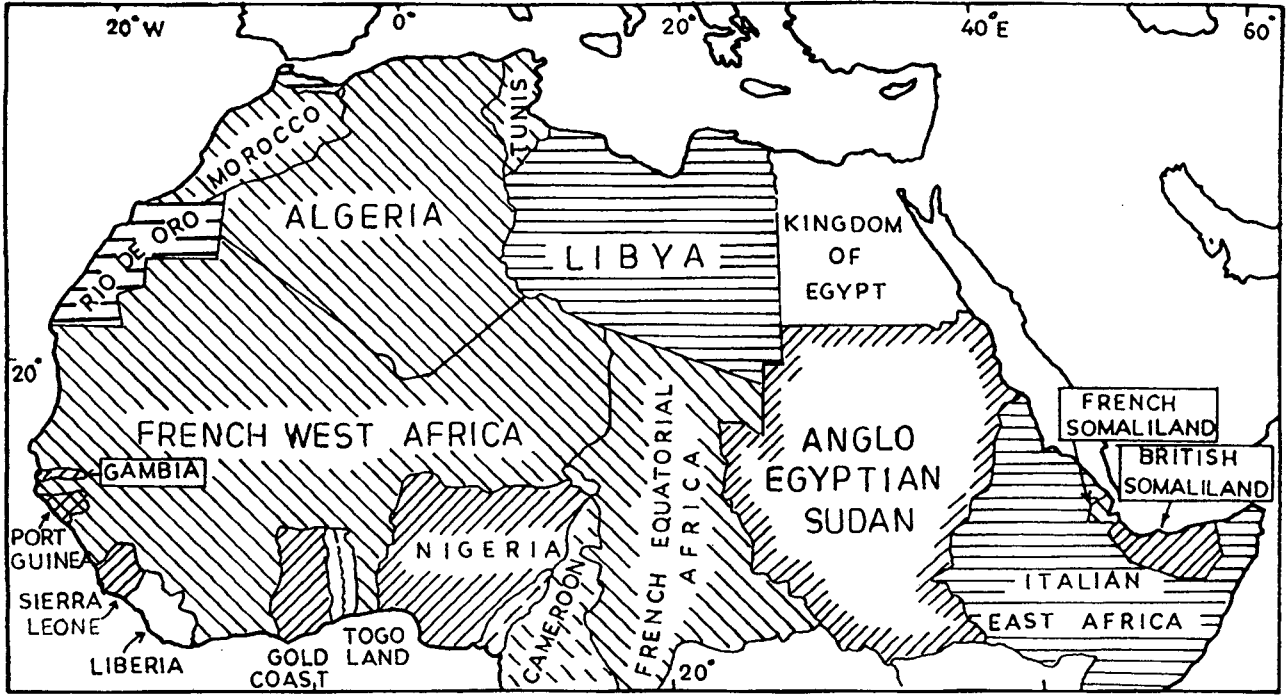 20°W
0°
20°
40°E
60°
MOROCCO
TUNIS
ALGERIA
RIO DE ORO
LIBYA
KINGDOM
OF
EGYPT
20°
FRENCH WEST AFRICA
FRENCH EQUATORIAL
AFRICA
ANGLO
EGYPTIAN
SUDAN
FRENCH
SOMALILAND
BRITISH
SOMALILAND
GAMBIA
PORT
GUINEA
NIGERIA
CAMEROON
ITALIAN
EAST AFRICA
SIERRA
LEONE
LIBERIA
GOLD
COAST
TOGO
LAND
20°